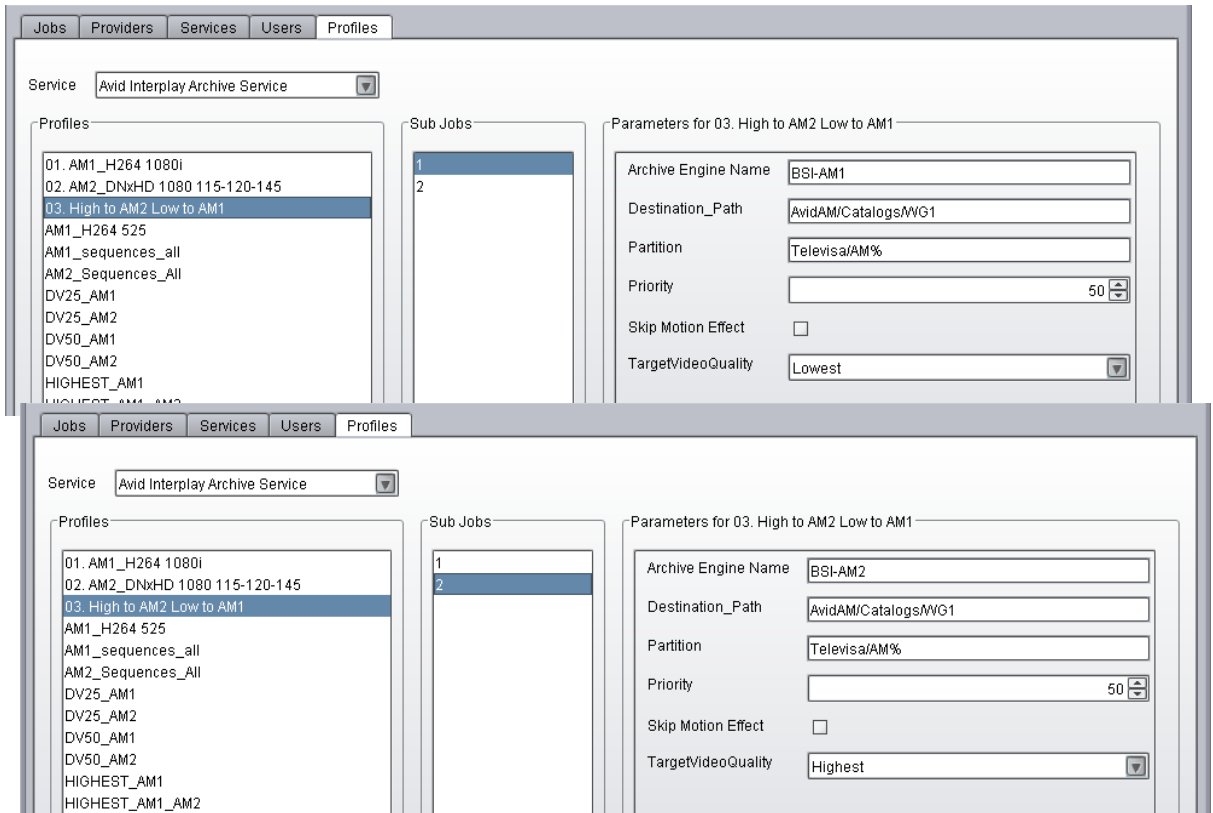 Jobs Providers Services Users Profiles
Service Avid Interplay Archive Service
Profiles
01. AM1_H264 1080i
02. AM2_DNxHD 1080 115-120-145
03. High to AM2 Low to AM1
AM1_H264 525
AM1_sequences_all
AM2_Sequences_All
DV25_AM1
DV25_AM2
DV50_AM1
DV50_AM2
HIGHEST_AM1
HIGHEST_AM1_AM2
Sub Jobs
1
2
Parameters for 03. High to AM2 Low to AM1
Archive Engine Name BSI-AM1
Destination_Path AvidAM/Catalogs/WG1
Partition Televisa/AM%
Priority 50
Skip Motion Effect
TargetVideoQuality Lowest
Jobs Providers Services Users Profiles
Service Avid Interplay Archive Service
Profiles
01. AM1_H264 1080i
02. AM2_DNxHD 1080 115-120-145
03. High to AM2 Low to AM1
AM1_H264 525
AM1_sequences_all
AM2_Sequences_All
DV25_AM1
DV25_AM2
DV50_AM1
DV50_AM2
HIGHEST_AM1
HIGHEST_AM1_AM2
Sub Jobs
1
2
Parameters for 03. High to AM2 Low to AM1
Archive Engine Name BSI-AM2
Destination_Path AvidAM/Catalogs/WG1
Partition Televisa/AM%
Priority 50
Skip Motion Effect
TargetVideoQuality Highest